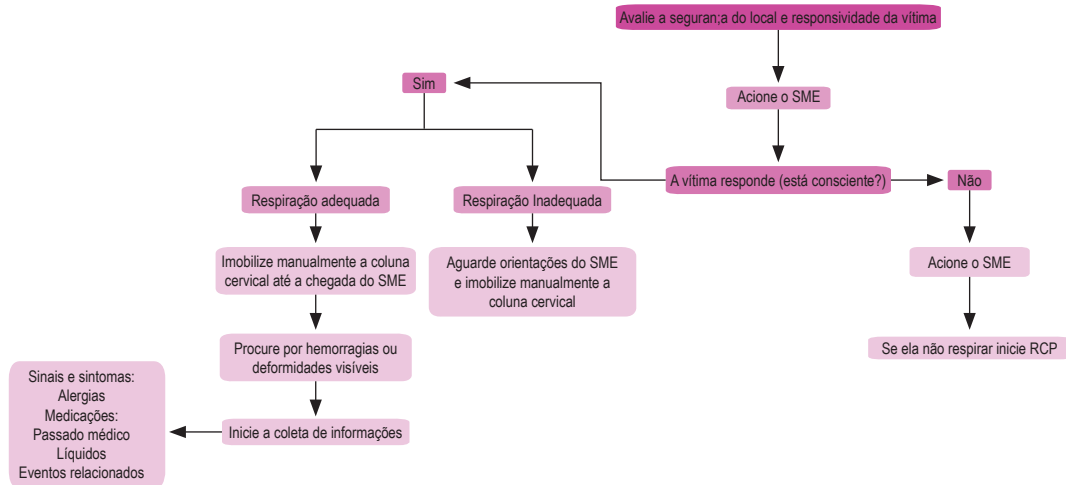 Avalie a seguran;a do local e responsividade da vítima
Acione o SME
A vítima responde (está consciente?)
Sim
Não
Respiração adequada
Respiração Inadequada
Imobilize manualmente a coluna
cervical até a chegada do SME
Aguarde orientações do SME
e imobilize manualmente a
coluna cervical
Acione o SME
Se ela não respirar inicie RCP
Procure por hemorragias ou
deformidades visíveis
Inicie a coleta de informações
Sinais e sintomas:
Alergias
Medicações:
Passado médico
Líquidos
Eventos relacionados